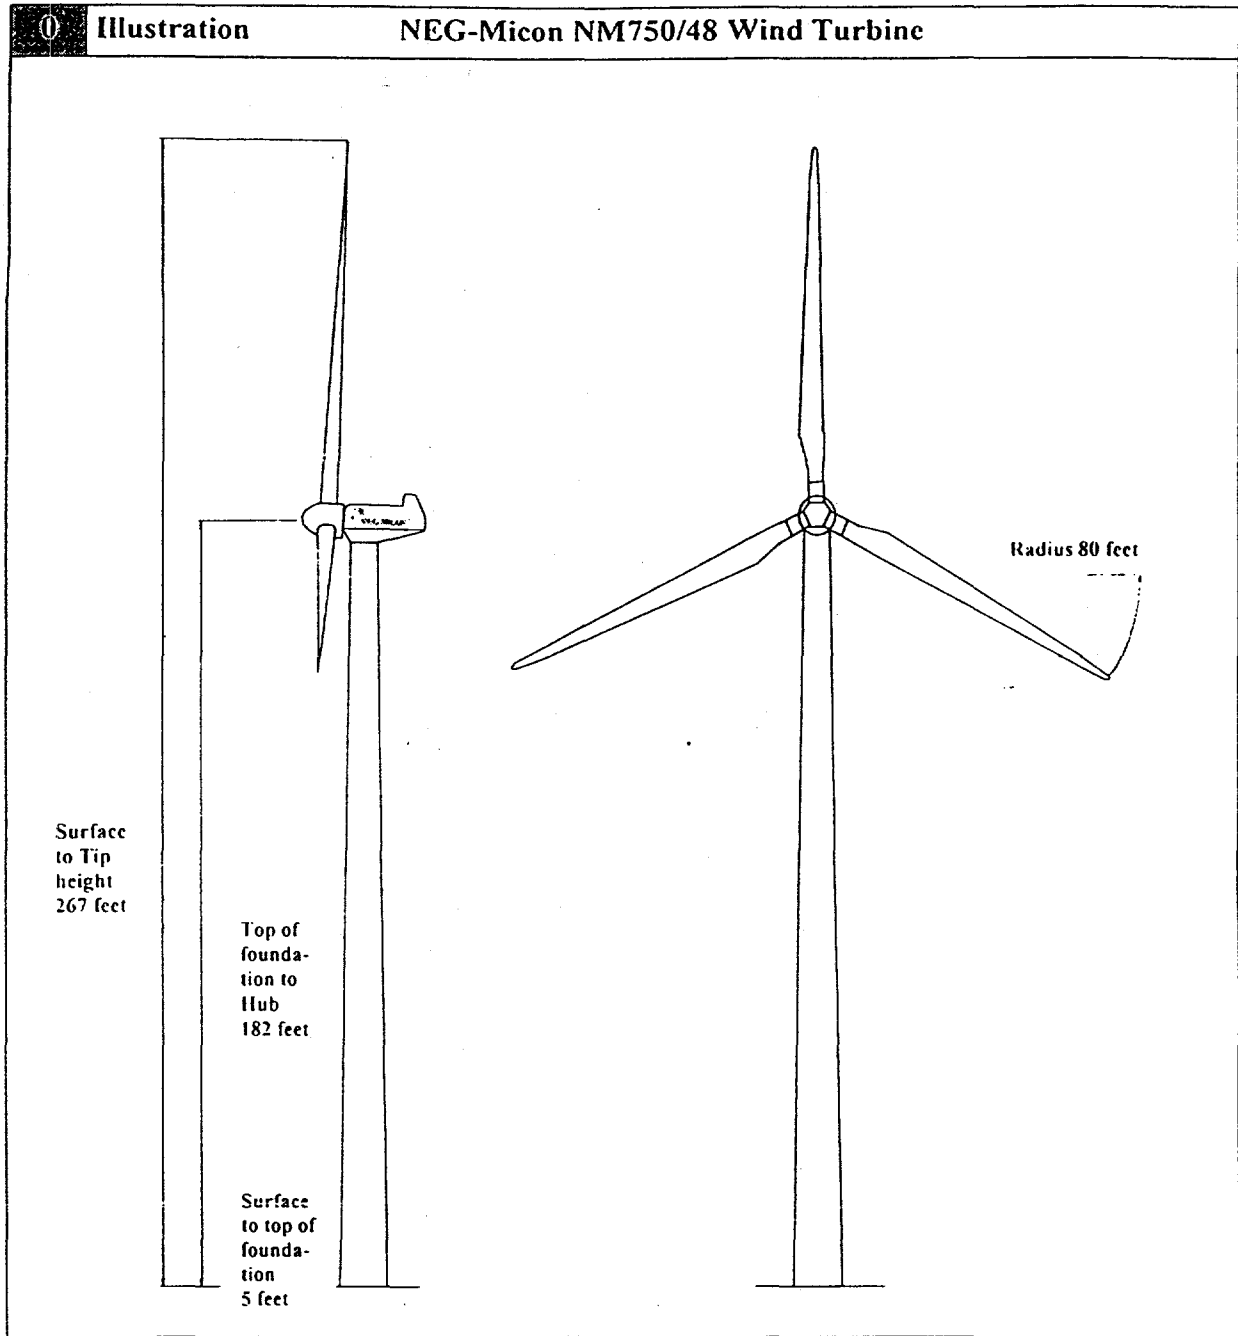 0 Illustration NEG-Micon NM750/48 Wind Turbine
Radius 80 feet
Surface
to Tip
height
267 feet
Top of
founda-
tion to
Hub
182 feet
Surface
to top of
founda-
tion
5 feet